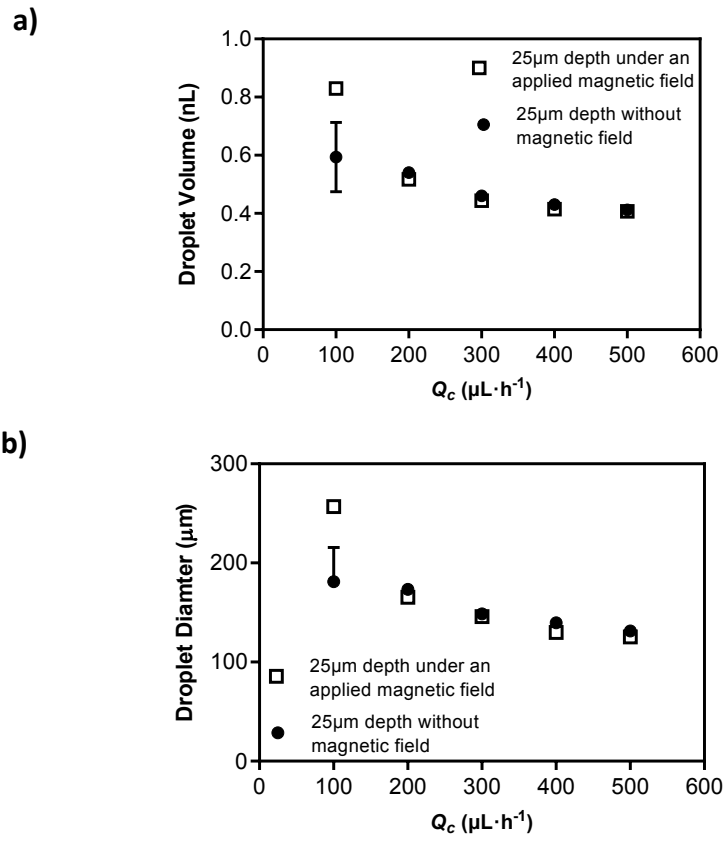 a)
1.0
0.8
0.6
0.4
0.2
0.0
Droplet Volume (nL)
25µm depth under an
applied magnetic field
25µm depth without
magnetic field
0 100 200 300 400 500 600
Qc (µL·h-1)
b)
300
200
100
0
Droplet Diamter (µm)
25µm depth under an
applied magnetic field
25µm depth without
magnetic field
0 100 200 300 400 500 600
Qc (µL·h-1)